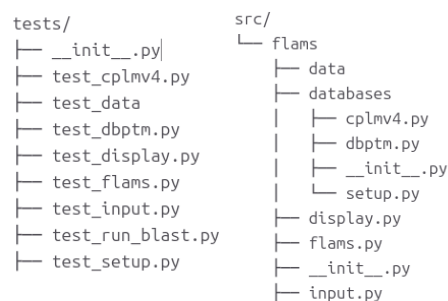 tests/
├── __init__.py
├── test_cplmv4.py
├── test_data
├── test_dbptm.py
├── test_display.py
├── test_flams.py
├── test_input.py
├── test_run_blast.py
├── test_setup.py
src/
└── flams
    ├── data
    ├── databases
    │   ├── cplmv4.py
    │   ├── dbptm.py
    │   ├── __init__.py
    │   └── setup.py
    ├── display.py
    ├── flams.py
    ├── __init__.py
    ├── input.py